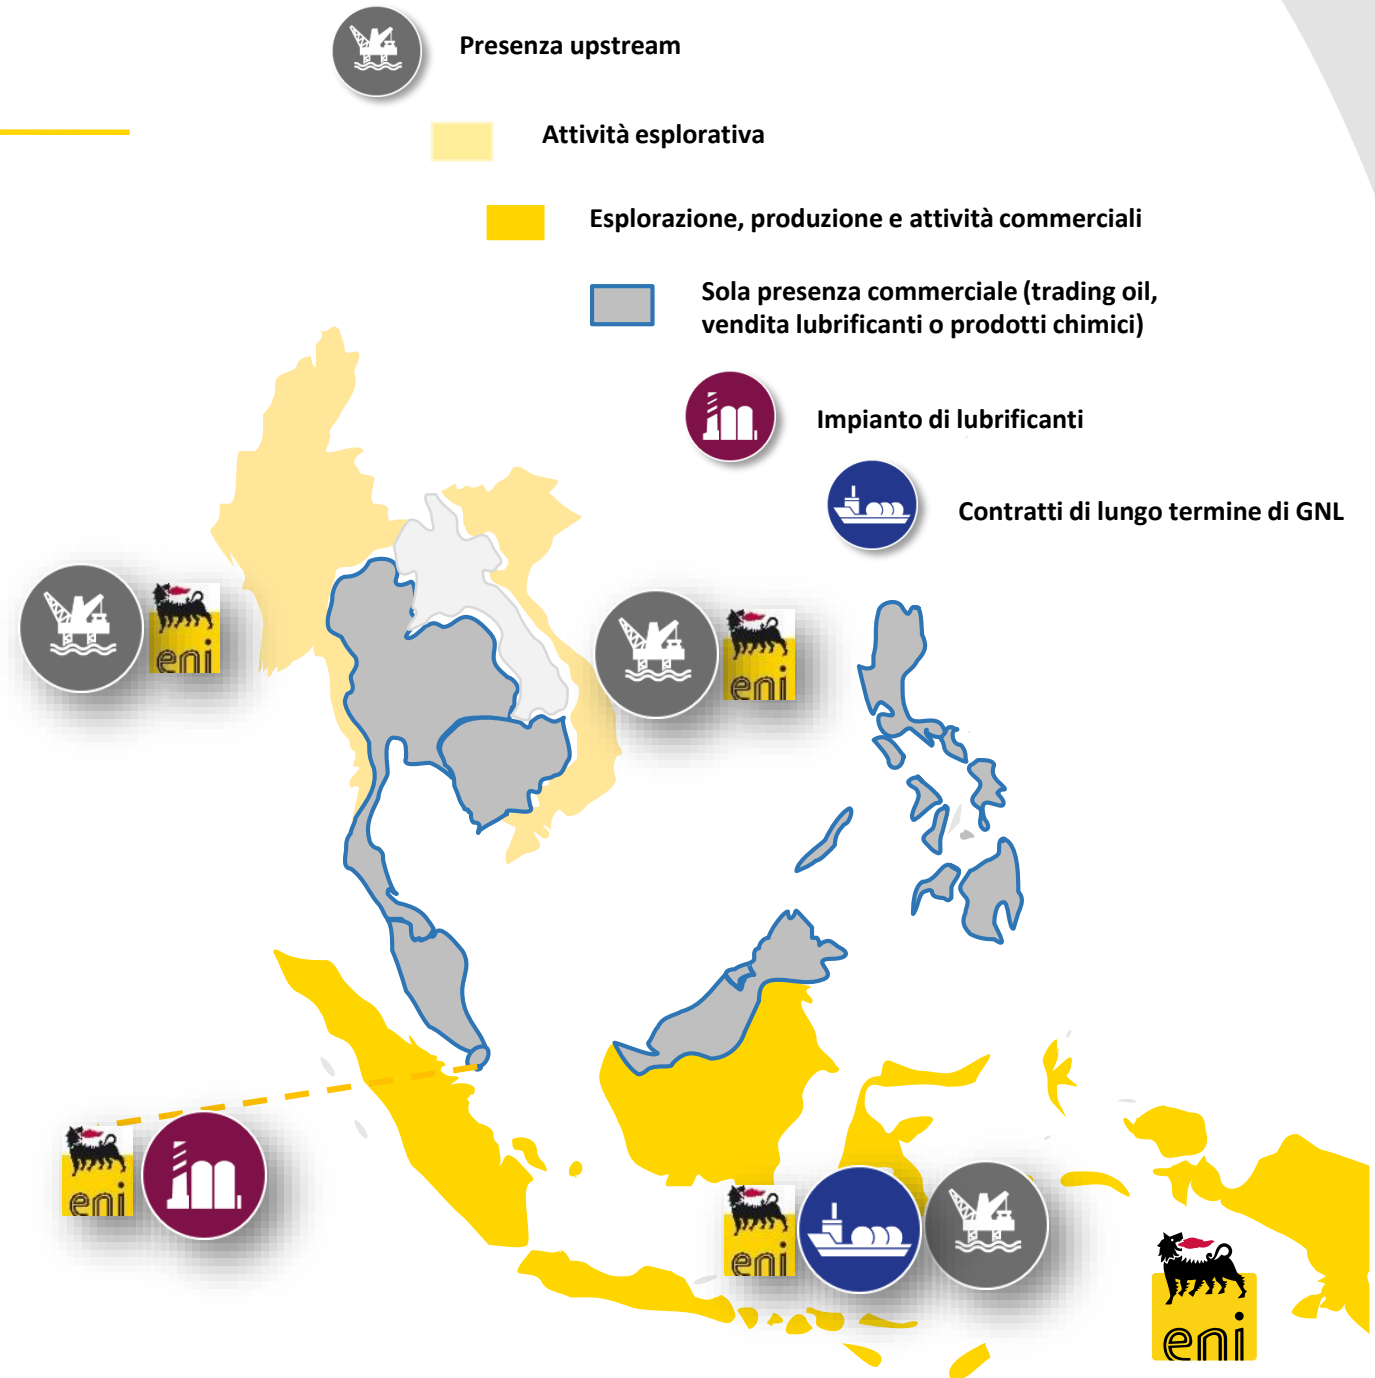 Presenza upstream
Attività esplorativa
Esplorazione, produzione e attività commerciali
Sola presenza commerciale (trading oil,
vendita lubrificanti o prodotti chimici)
Impianto di lubrificanti
Contratti di lungo termine di GNL
eni
eni
eni
eni
eni